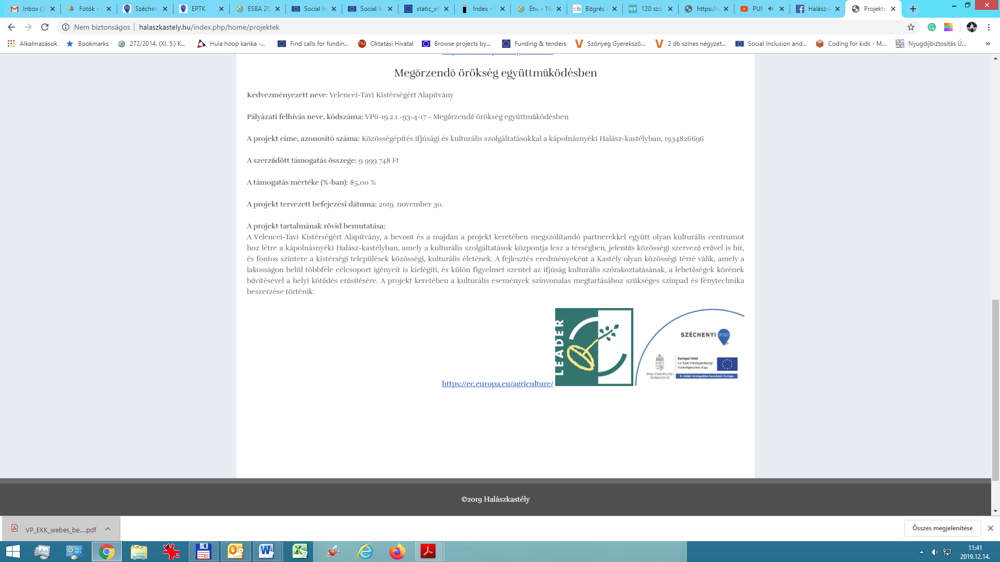 Inbox (1
Fotók -
Széchen
EPTK
ESBA 20
Social In
Social In
static_ef
Index -
Étv. - 19
Bögrés
120 szó
https://e
PUN
Halász-k
Projekte
Nem biztonságos
halaszkastely.hu/index.php/home/projektek
Alkalmazások
Bookmarks
272/2014. (XI. 5.) K...
Hula hoop karika -...
Find calls for fundin...
Oktatási Hivatal
Browse projects by...
Funding & tenders
Szőnyeg Gyereksző...
2 db színes négyzet...
Social Inclusion and...
Coding for kids - M...
Nyugdíjbiztosítás Ú...
Megőrzendő örökség együttműködésben
Kedvezményezett neve: Velencei-Tavi Kistérségért Alapítvány
Pályázati felhívás neve, kódszáma: VP6-19.2.1.-93-4-17 - Megőrzendő örökség együttműködésben
A projekt címe, azonosító száma: Közösségépítés ifjúsági és kulturális szolgáltatásokkal a kápolnásnyéki Halász-kastélyban, 1934826696
A szerződött támogatás összege: 9 999 748 Ft
A támogatás mértéke (%-ban): 85,00 %
A projekt tervezett befejezési dátuma: 2019. november 30.
A projekt tartalmának rövid bemutatása:
A Velencei-Tavi Kistérségért Alapítvány, a bevont és a majdan a projekt keretében megszólítandó partnerekkel együtt olyan kulturális centrumot
hoz létre a kápolnásnyéki Halász-kastélyban, amely a kulturális szolgáltatások központja lesz a térségben, jelentős közösségi szervező erővel is bír,
és fontos színtere a kistérségi települések közösségi, kulturális életének. A fejlesztés eredményeként a Kastély olyan közösségi térré válik, amely a
lakosságon belül többféle célcsoport igényeit is kielégíti, és külön figyelmet szentel az ifjúság kulturális szórakoztatásának, a lehetőségek körének
bővítésével a helyi kötődés erősítésére. A projekt keretében a kulturális események színvonalas megtartásához szükséges színpad és fénytechnika
beszerzése történik.
LEADER
SZÉCHENYI 2020
MAGYARORSZÁG
KORMÁNYA
Európai Unió
Európai Mezőgazdasági
Vidékfejlesztési Alap
A vidéki térségekbe beruházó Európa
https://ec.europa.eu/agriculture/
©2019 Halászkastély
VP_EKK_webes_be....pdf
Összes megjelenítése
11:41
2019.12.14.